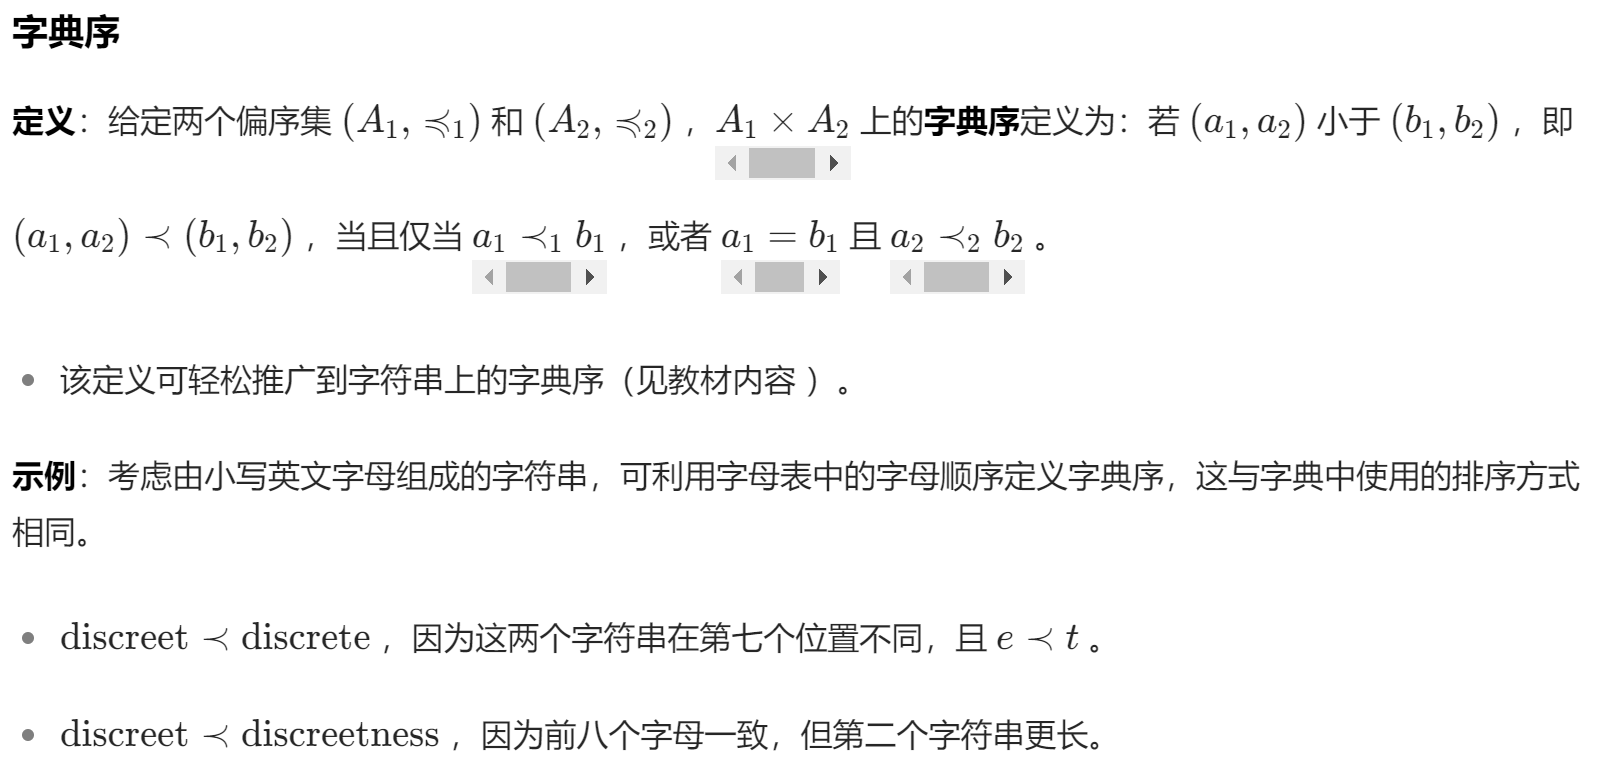 字典序
定义：给定两个偏序集 (A₁, ≼₁) 和 (A₂, ≼₂) ，A₁ × A₂ 上的字典序定义为：若 (a₁, a₂) 小于 (b₁, b₂) ，即
(a₁, a₂) ≺ (b₁, b₂) ，当且仅当 a₁ ≺₁ b₁ ，或者 a₁ = b₁ 且 a₂ ≺₂ b₂ 。
• 该定义可轻松推广到字符串上的字典序（见教材内容 ）。
示例：考虑由小写英文字母组成的字符串，可利用字母表中的字母顺序定义字典序，这与字典中使用的排序方式
相同。
• discreet ≺ discrete ，因为这两个字符串在第七个位置不同，且 e ≺ t 。
• discreet ≺ discreetness ，因为前八个字母一致，但第二个字符串更长。